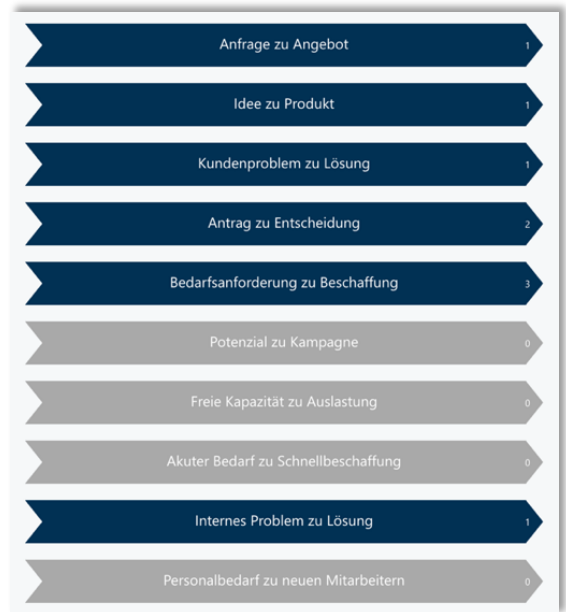 Anfrage zu Angebot 1
Idee zu Produkt 1
Kundenproblem zu Lösung 1
Antrag zu Entscheidung 2
Bedarfsanforderung zu Beschaffung 3
Potenzial zu Kampagne 0
Freie Kapazität zu Auslastung 0
Akuter Bedarf zu Schnellbeschaffung 0
Internes Problem zu Lösung 1
Personalbedarf zu neuen Mitarbeitern 0